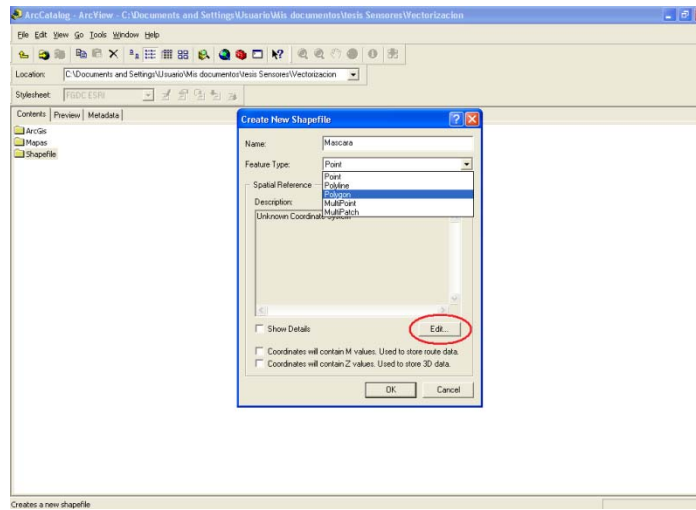 ArcCatalog - ArcView - C:\Documents and Settings\Usuario\Mis documentos\tesis Sensores\Vectorizacion
File Edit View Go Tools Window Help
Location: C:\Documents and Settings\Usuario\Mis documentos\tesis Sensores\Vectorizacion
Stylesheet: FGDC ESRI
Contents Preview Metadata
ArcGis
Mapas
Shapefile
Create New Shapefile
Name: Mascara
Feature Type: Point
Point
Polyline
Polygon
MultiPoint
MultiPatch
Spatial Reference
Description:
Unknown Coordinate System
Show Details
Edit...
Coordinates will contain M values. Used to store route data.
Coordinates will contain Z values. Used to store 3D data.
OK Cancel
Creates a new shapefile